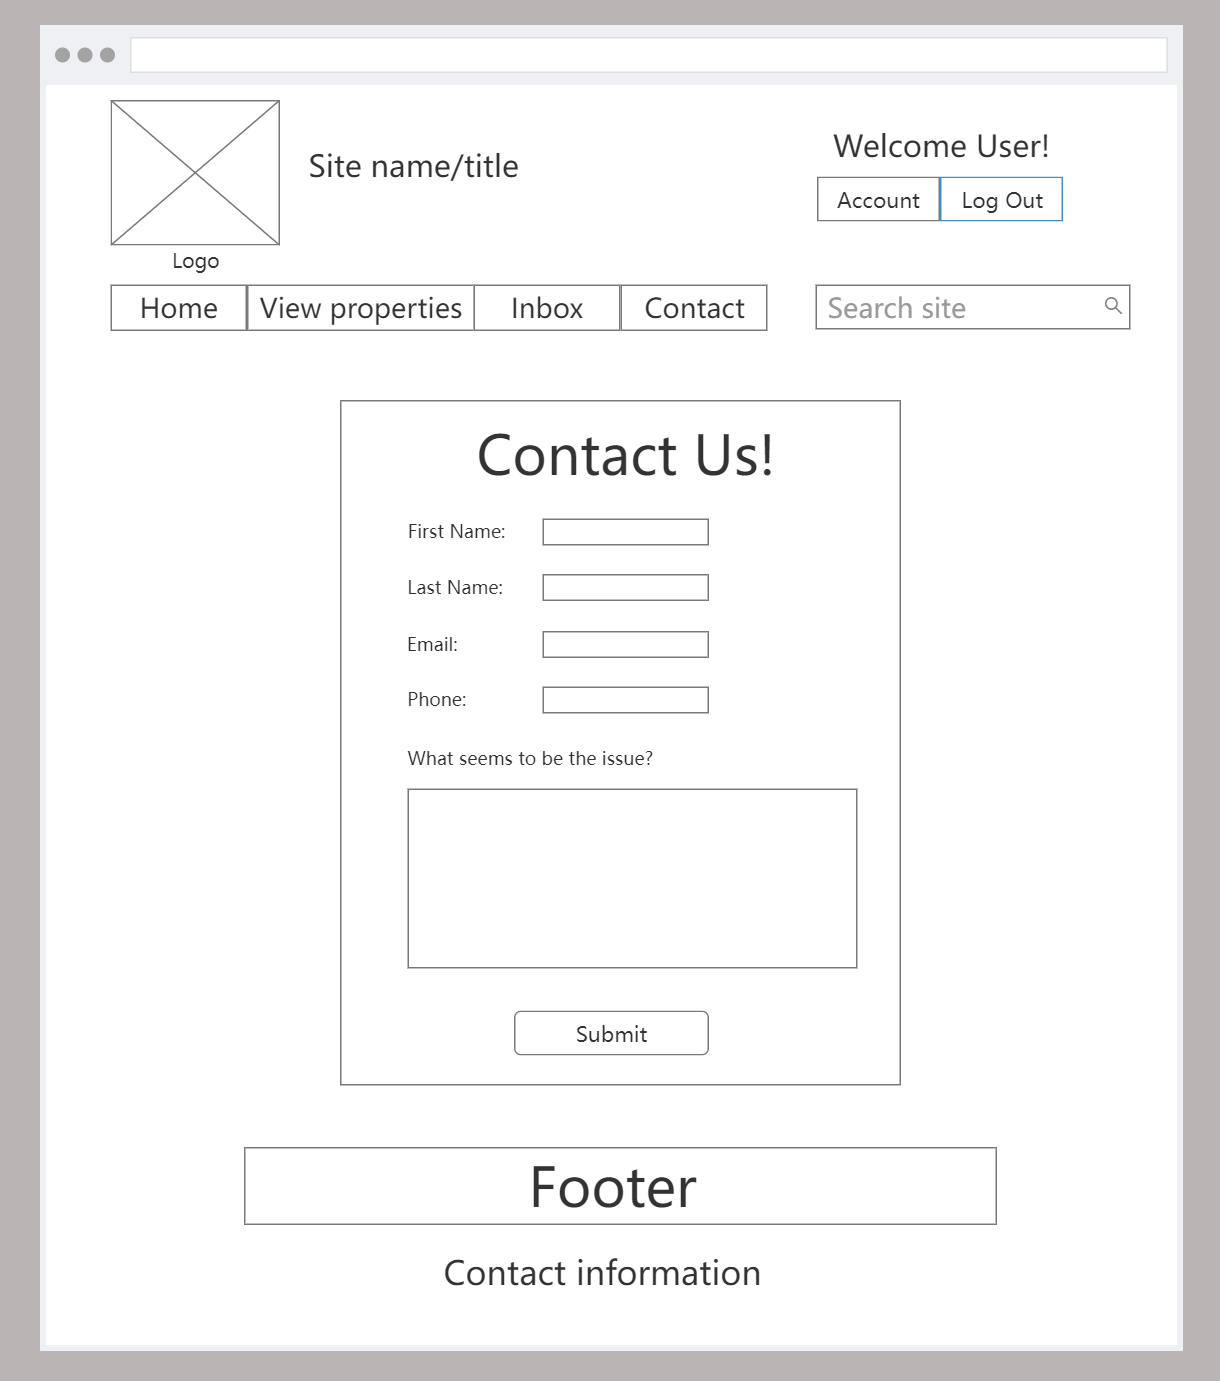 Site name/title
Welcome User!
Account Log Out
Logo
Home View properties Inbox Contact Search site
Contact Us!
First Name:
Last Name:
Email:
Phone:
What seems to be the issue?
Submit
Footer
Contact information